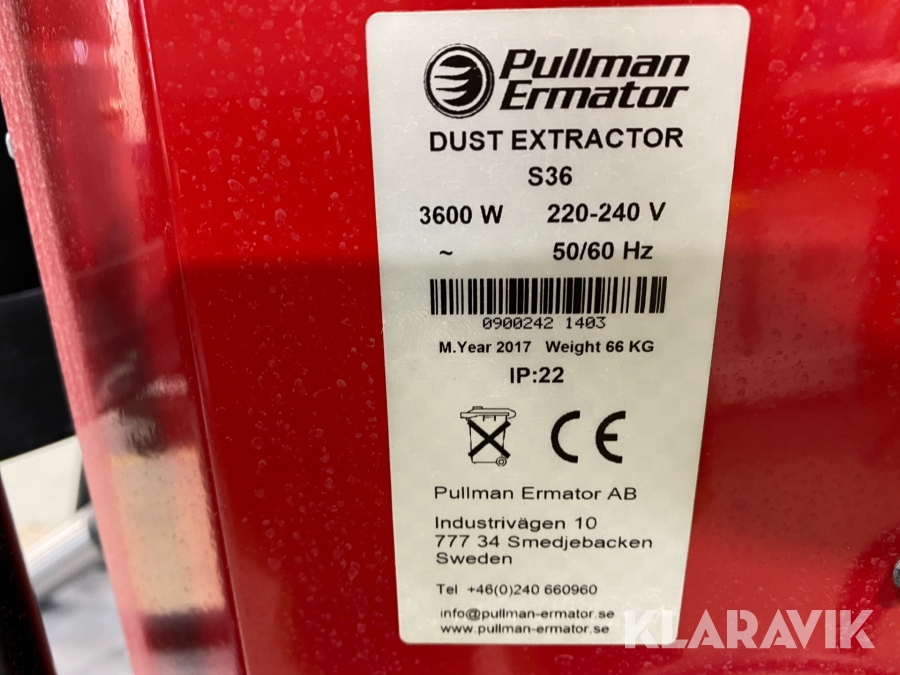 Pullman
Ermator
DUST EXTRACTOR
S36
3600 W 220-240 V
~ 50/60 Hz
0900242 1403
M.Year 2017 Weight 66 KG
IP:22
CE
Pullman Ermator AB
Industrivägen 10
777 34 Smedjebacken
Sweden
Tel +46(0)240 660960
info@pullman-ermator.se
www.pullman-ermator.se
KLARAVIK